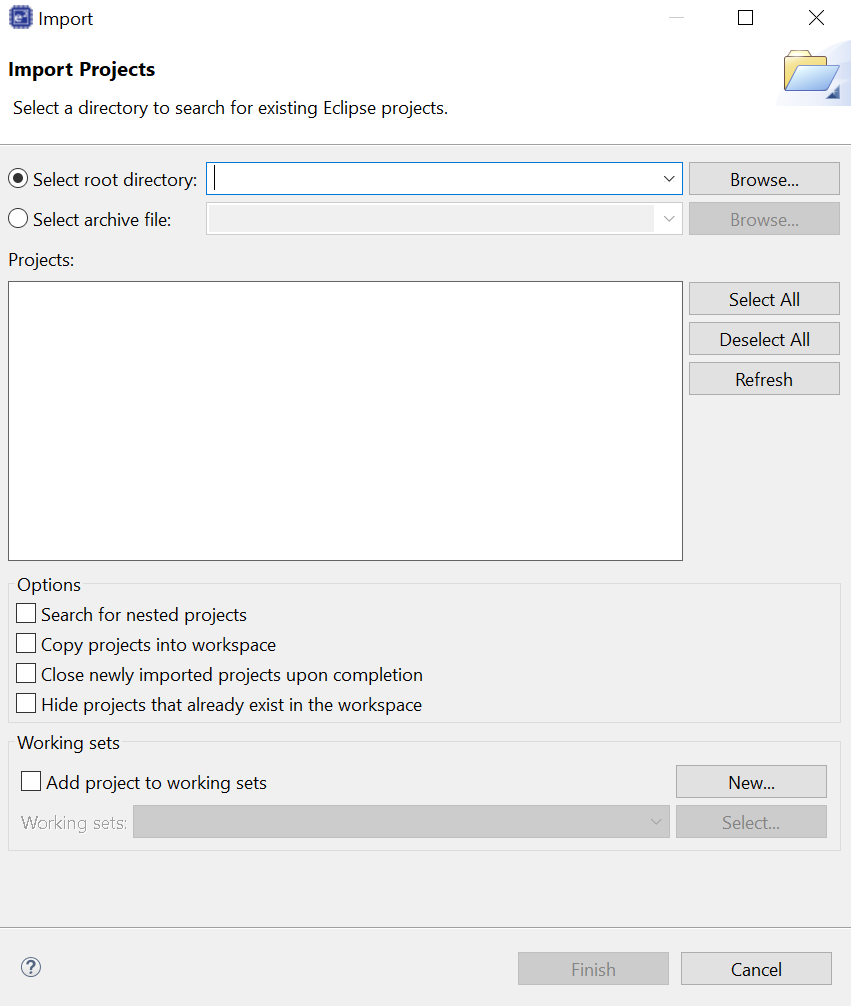 Import
Import Projects
Select a directory to search for existing Eclipse projects.
Select root directory: Browse...
Select archive file: Browse...
Projects:
Select All
Deselect All
Refresh
Options
Search for nested projects
Copy projects into workspace
Close newly imported projects upon completion
Hide projects that already exist in the workspace
Working sets
Add project to working sets New...
Working sets: Select...
? Finish Cancel